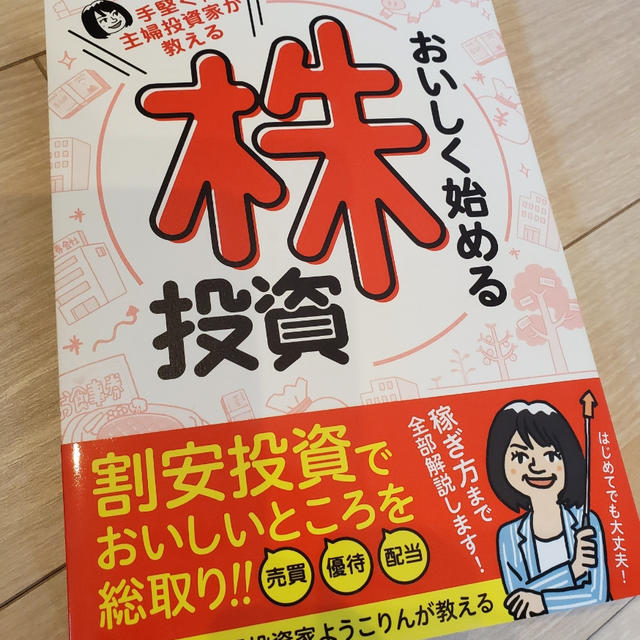 手堅く
主婦投資家が
教える
おいしく始める
株
投資
お食事券
割安投資で
おいしいところを
総取り!!
売買
優待
配当
稼ぎ方まで
全部解説します!
はじめてでも大丈夫!
投資家ようこりんが教える